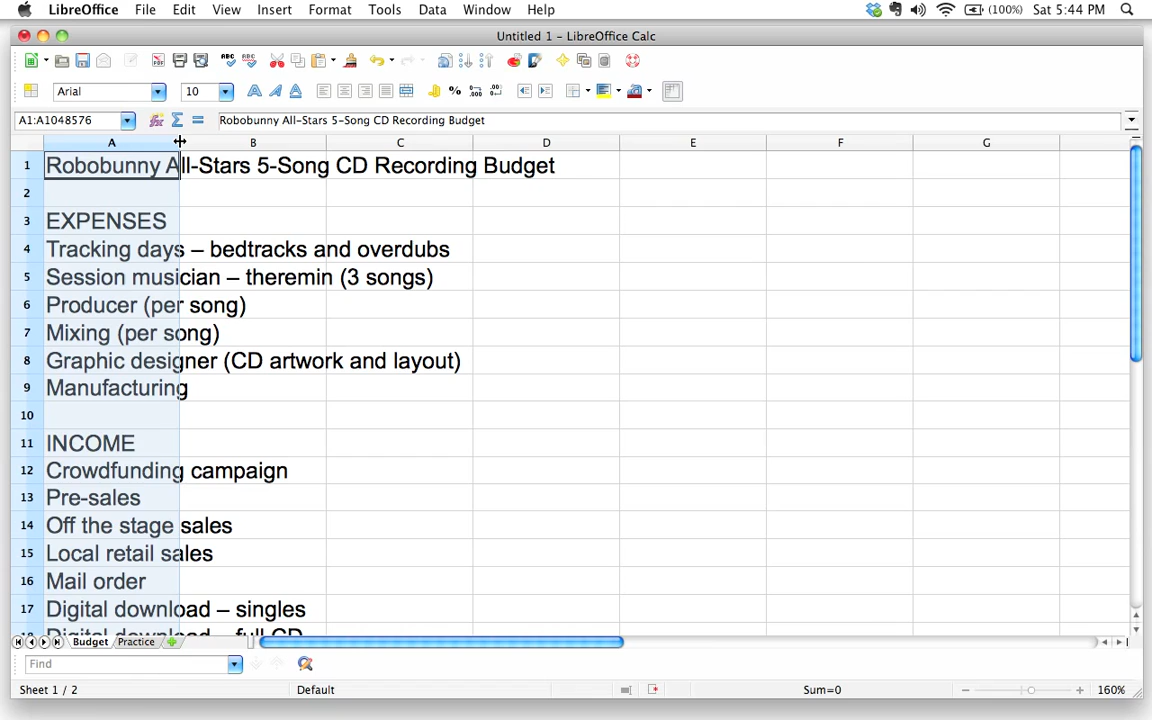 LibreOffice File Edit View Insert Format Tools Data Window Help (100%) Sat 5:44 PM
Untitled 1 – LibreOffice Calc
Arial 10
A1:A1048576 Robobunny All-Stars 5-Song CD Recording Budget
A B C D E F G
1 Robobunny All-Stars 5-Song CD Recording Budget
2
3 EXPENSES
4 Tracking days – bedtracks and overdubs
5 Session musician – theremin (3 songs)
6 Producer (per song)
7 Mixing (per song)
8 Graphic designer (CD artwork and layout)
9 Manufacturing
10
11 INCOME
12 Crowdfunding campaign
13 Pre-sales
14 Off the stage sales
15 Local retail sales
16 Mail order
17 Digital download – singles
18 Digital download – full CD
Budget Practice
Find
Sheet 1 / 2 Default Sum=0 160%